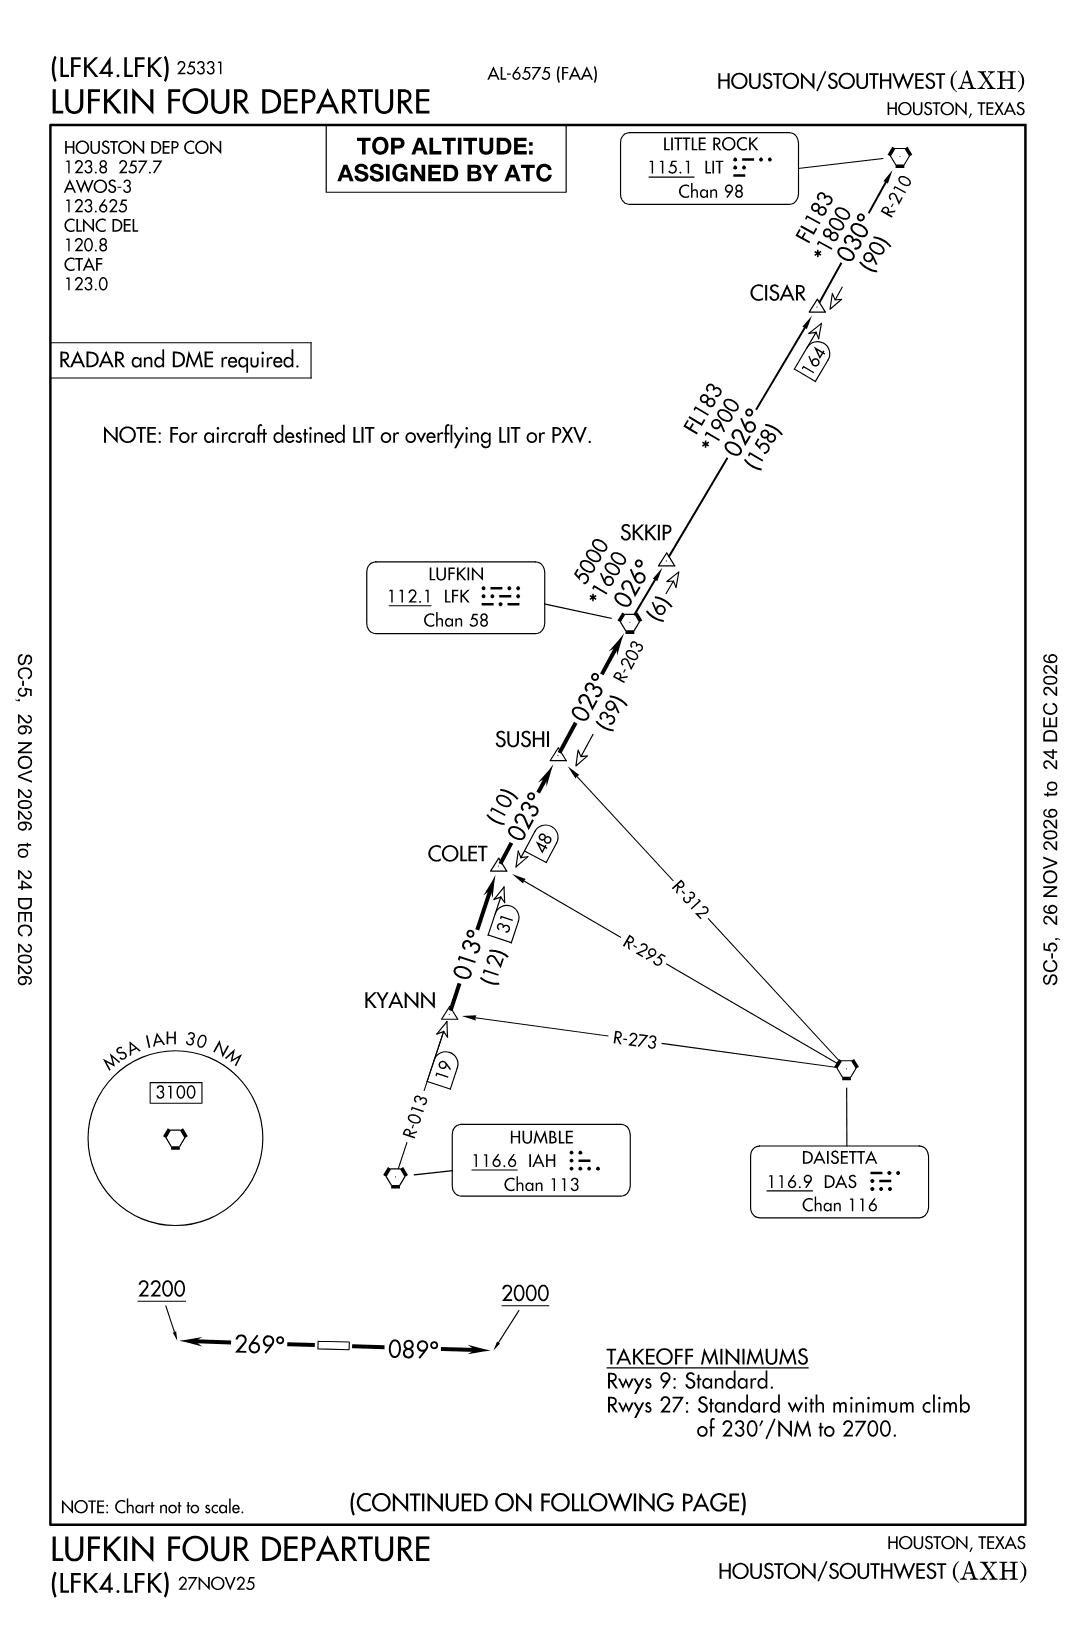 (LFK4.LFK) 25331
LUFKIN FOUR DEPARTURE
AL-6575 (FAA)
HOUSTON/SOUTHWEST (AXH)
HOUSTON, TEXAS
HOUSTON DEP CON
123.8 257.7
AWOS-3
123.625
CLNC DEL
120.8
CTAF
123.0
TOP ALTITUDE:
ASSIGNED BY ATC
LITTLE ROCK
115.1 LIT
Chan 98
R-210
FL183
*1800
030°
(90)
CISAR
164
RADAR and DME required.
NOTE: For aircraft destined LIT or overflying LIT or PXV.
FL183
*1900
026°
(158)
SKKIP
5000
*1600
026°
(6)
LUFKIN
112.1 LFK
Chan 58
R-203
023°
(39)
SUSHI
(10)
023°
48
COLET
R-312
R-295
31
013°
(12)
KYANN
R-273
19
R-013
MSA IAH 30 NM
3100
HUMBLE
116.6 IAH
Chan 113
DAISETTA
116.9 DAS
Chan 116
2200
2000
269°
089°
TAKEOFF MINIMUMS
Rwys 9: Standard.
Rwys 27: Standard with minimum climb
of 230'/NM to 2700.
NOTE: Chart not to scale.
(CONTINUED ON FOLLOWING PAGE)
SC-5, 26 NOV 2026 to 24 DEC 2026
SC-5, 26 NOV 2026 to 24 DEC 2026
LUFKIN FOUR DEPARTURE
(LFK4.LFK) 27NOV25
HOUSTON, TEXAS
HOUSTON/SOUTHWEST (AXH)